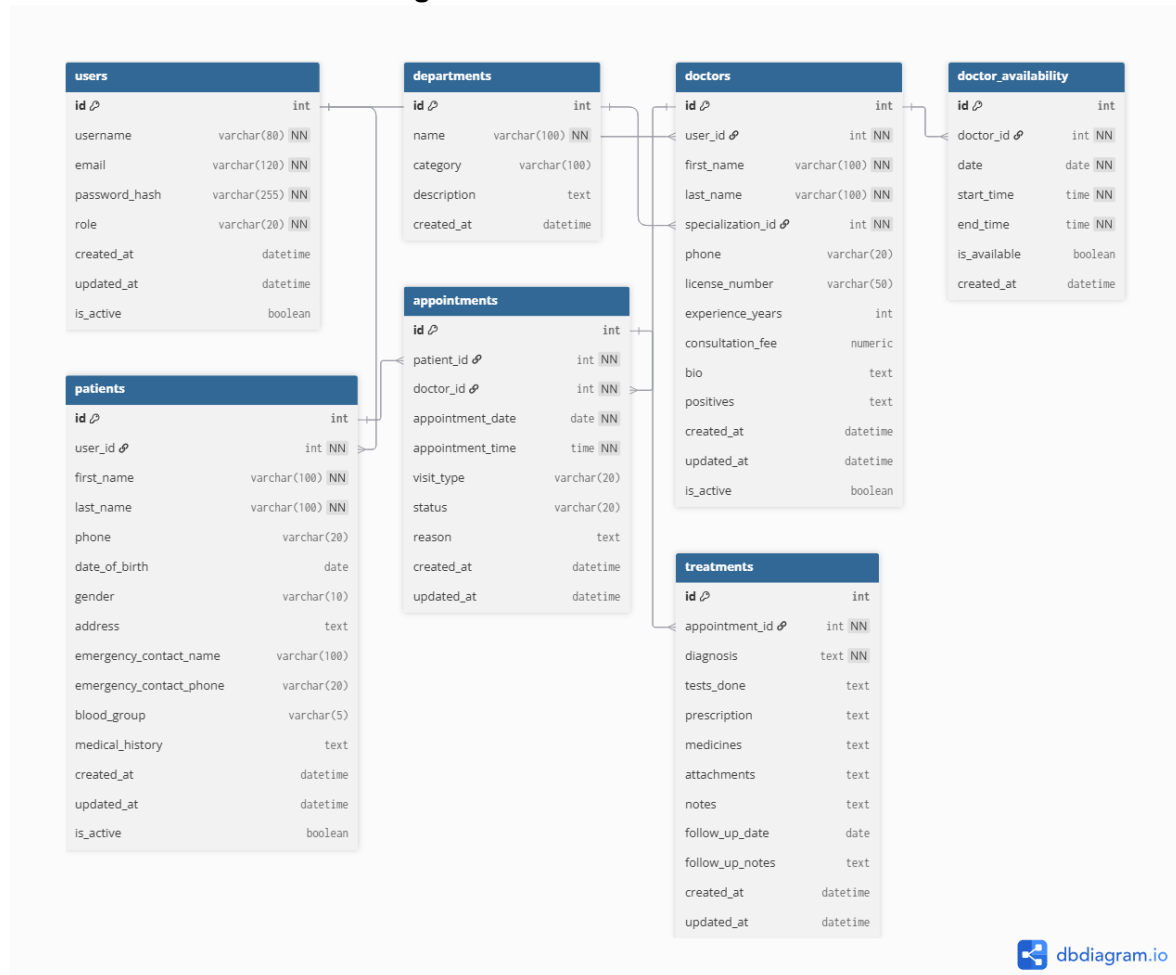 users
id int
username varchar(80) NN
email varchar(120) NN
password_hash varchar(255) NN
role varchar(20) NN
created_at datetime
updated_at datetime
is_active boolean
departments
id int
name varchar(100) NN
category varchar(100)
description text
created_at datetime
doctors
id int
user_id int NN
first_name varchar(100) NN
last_name varchar(100) NN
specialization_id int NN
phone varchar(20)
license_number varchar(50)
experience_years int
consultation_fee numeric
bio text
positives text
created_at datetime
updated_at datetime
is_active boolean
doctor_availability
id int
doctor_id int NN
date date NN
start_time time NN
end_time time NN
is_available boolean
created_at datetime
appointments
id int
patient_id int NN
doctor_id int NN
appointment_date date NN
appointment_time time NN
visit_type varchar(20)
status varchar(20)
reason text
created_at datetime
updated_at datetime
patients
id int
user_id int NN
first_name varchar(100) NN
last_name varchar(100) NN
phone varchar(20)
date_of_birth date
gender varchar(10)
address text
emergency_contact_name varchar(100)
emergency_contact_phone varchar(20)
blood_group varchar(5)
medical_history text
created_at datetime
updated_at datetime
is_active boolean
treatments
id int
appointment_id int NN
diagnosis text NN
tests_done text
prescription text
medicines text
attachments text
notes text
follow_up_date date
follow_up_notes text
created_at datetime
updated_at datetime
dbdiagram.io